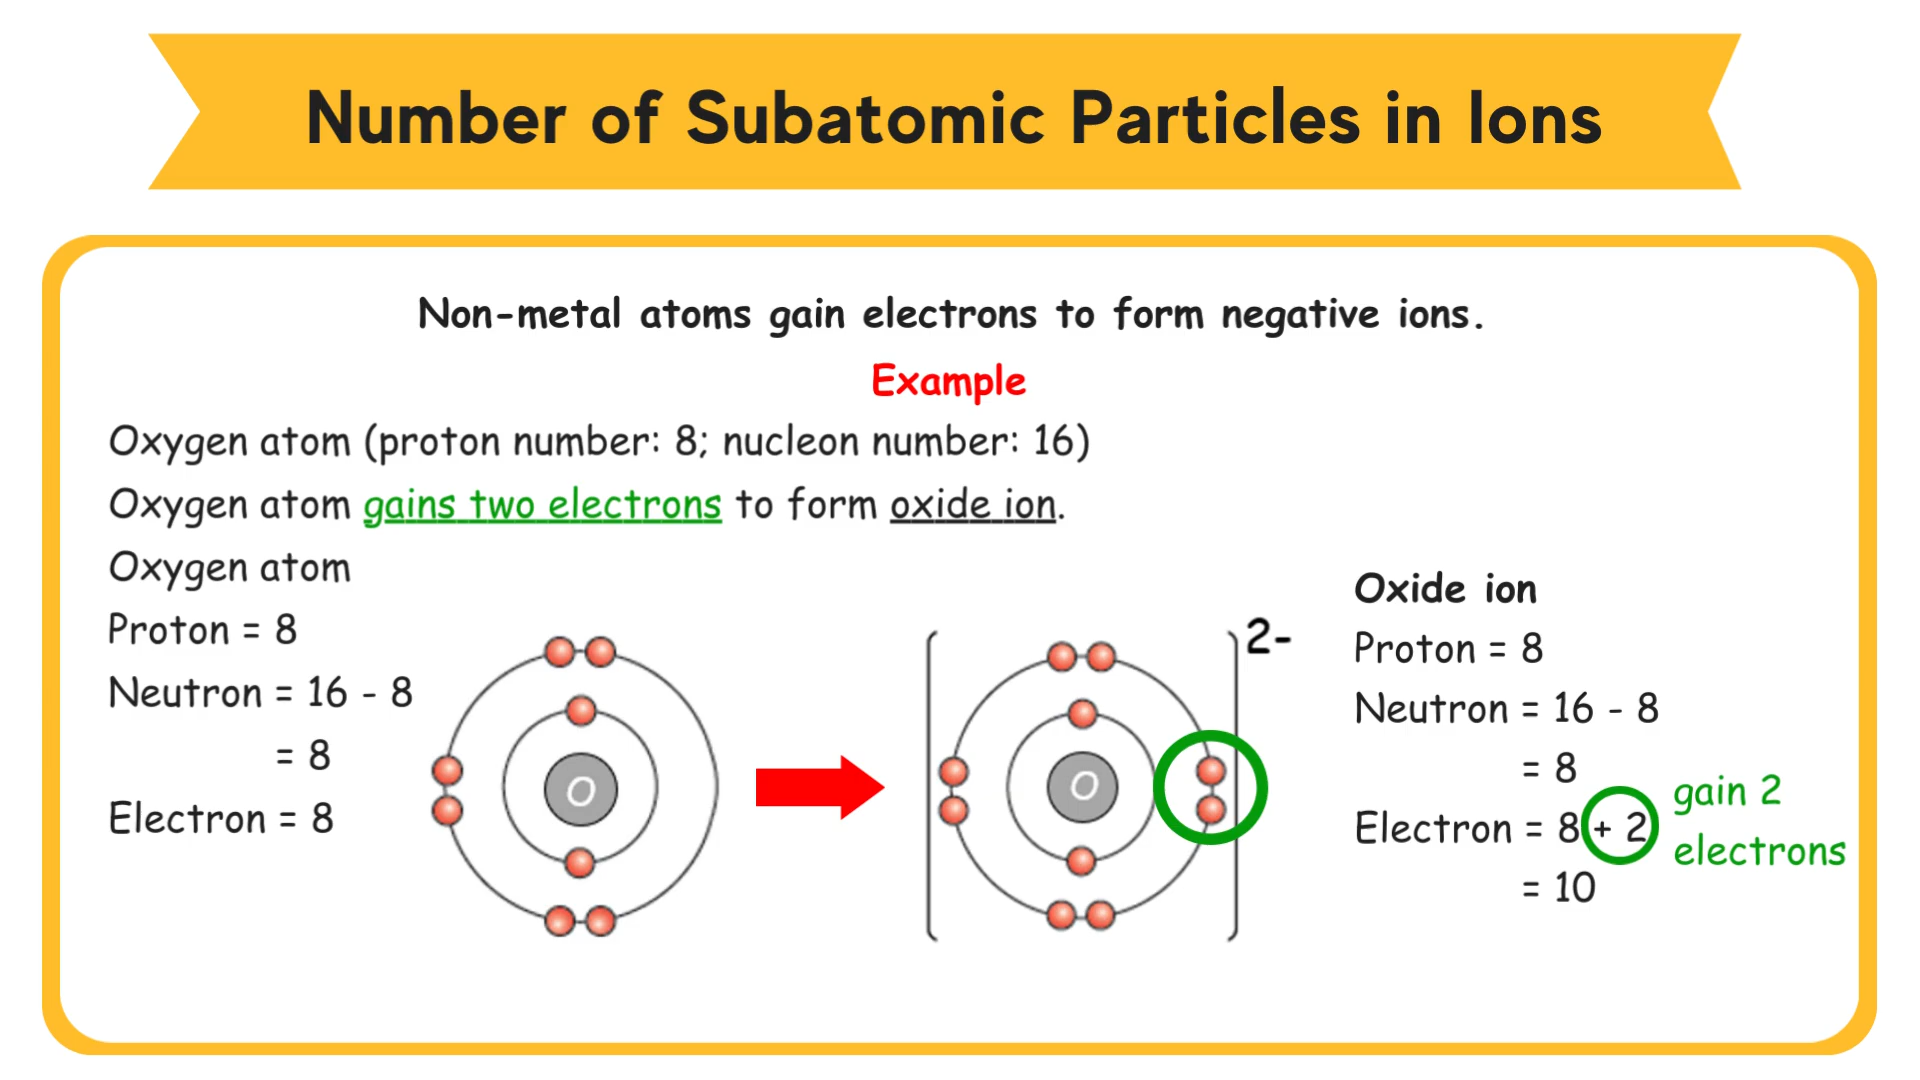 Number of Subatomic Particles in Ions
Non-metal atoms gain electrons to form negative ions.
Example
Oxygen atom (proton number: 8; nucleon number: 16)
Oxygen atom gains two electrons to form oxide ion.
Oxygen atom
Proton = 8
Neutron = 16 - 8
= 8
Electron = 8
O
O
2-
Oxide ion
Proton = 8
Neutron = 16 - 8
= 8
Electron = 8 + 2
= 10
gain 2
electrons